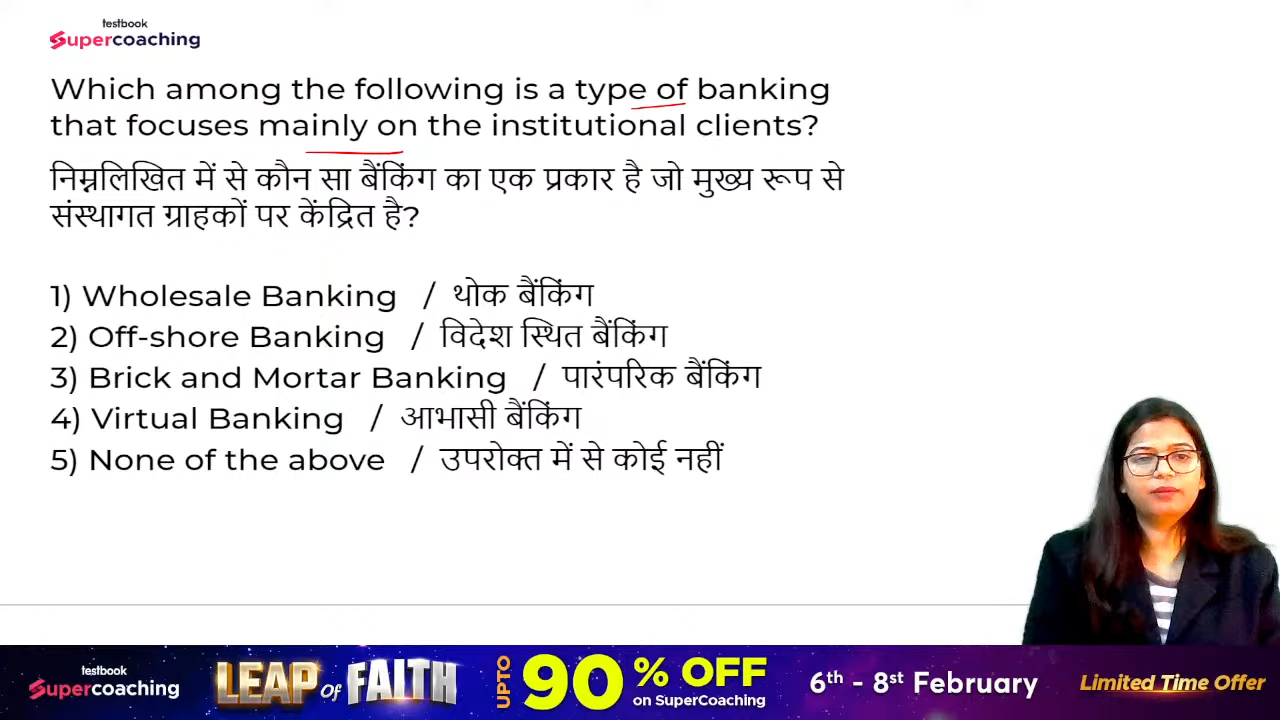 testbook
Supercoaching
Which among the following is a type of banking
that focuses mainly on the institutional clients?
निम्नलिखित में से कौन सा बैंकिंग का एक प्रकार है जो मुख्य रूप से
संस्थागत ग्राहकों पर केंद्रित है?
1) Wholesale Banking / थोक बैंकिंग
2) Off-shore Banking / विदेश स्थित बैंकिंग
3) Brick and Mortar Banking / पारंपरिक बैंकिंग
4) Virtual Banking / आभासी बैंकिंग
5) None of the above / उपरोक्त में से कोई नहीं
testbook
Supercoaching
LEAP OF FAITH
UPTO 90% OFF
on SuperCoaching
6th - 8st February
Limited Time Offer